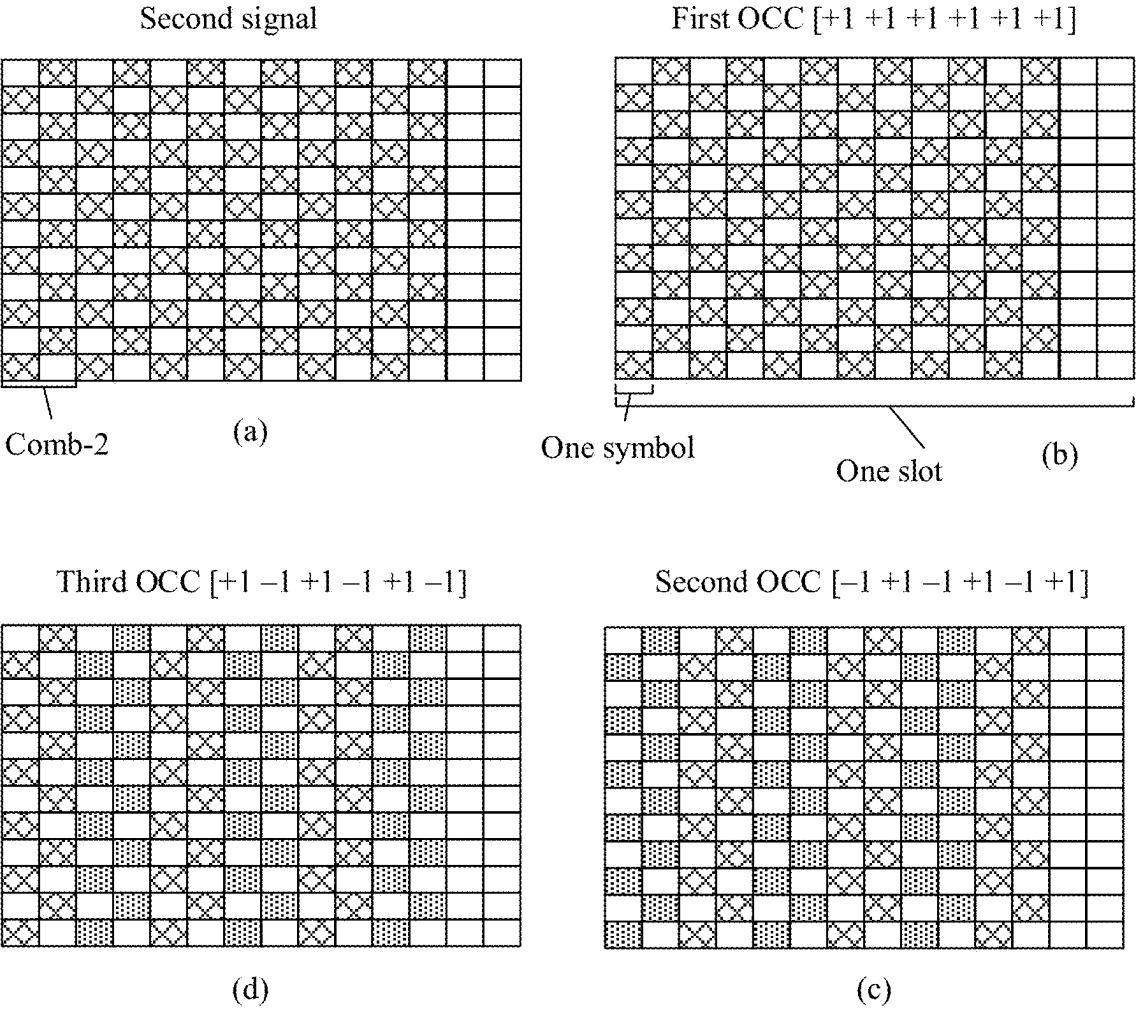 Second signal
First OCC [+1 +1 +1 +1 +1 +1]
Comb-2
(a)
One symbol
One slot
(b)
Third OCC [+1 –1 +1 –1 +1 –1]
Second OCC [–1 +1 –1 +1 –1 +1]
(d)
(c)